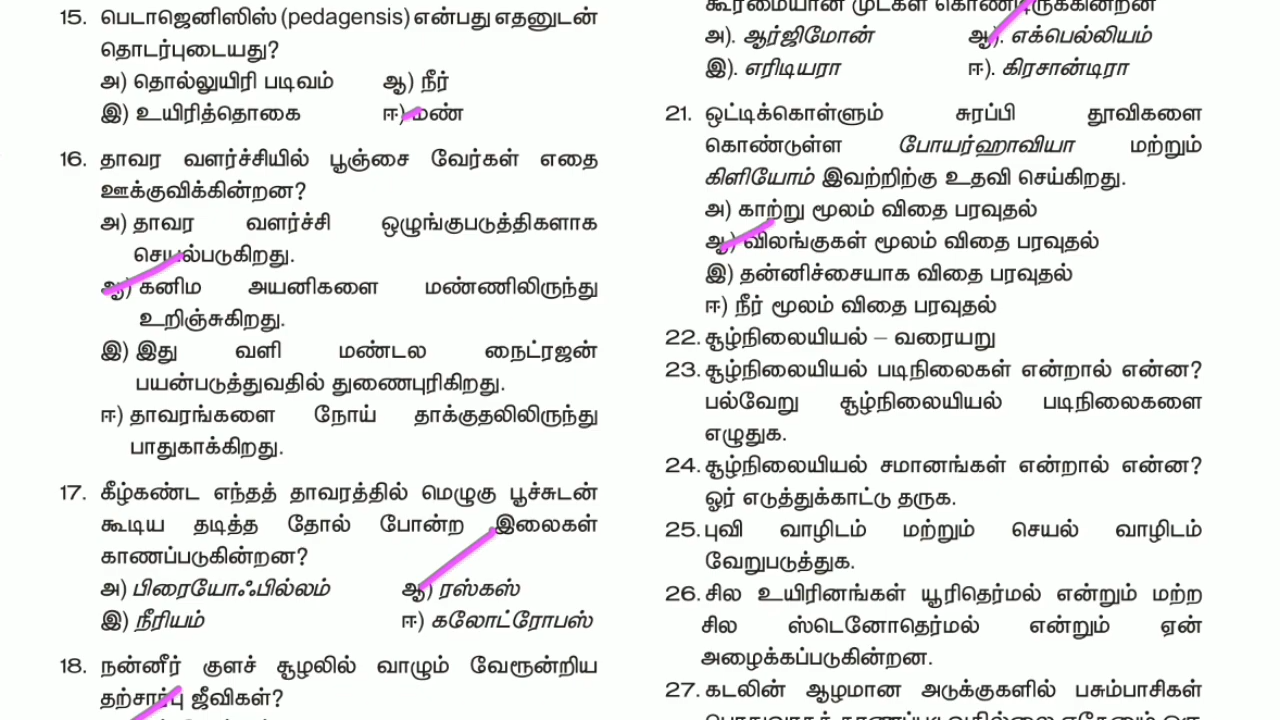 15. பெடாஜெனிஸிஸ் (pedagensis) என்பது எதனுடன்
தொடர்புடையது?
அ) தொல்லுயிரி படிவம் ஆ) நீர்
இ) உயிரித்தொகை ஈ) மண்
16. தாவர வளர்ச்சியில் பூஞ்சை வேர்கள் எதை
ஊக்குவிக்கின்றன?
அ) தாவர வளர்ச்சி ஒழுங்குபடுத்திகளாக
செயல்படுகிறது.
ஆ) கனிம அயனிகளை மண்ணிலிருந்து
உறிஞ்சுகிறது.
இ) இது வளி மண்டல நைட்ரஜன்
பயன்படுத்துவதில் துணைபுரிகிறது.
ஈ) தாவரங்களை நோய் தாக்குதலிலிருந்து
பாதுகாக்கிறது.
17. கீழ்கண்ட எந்தத் தாவரத்தில் மெழுகு பூச்சுடன்
கூடிய தடித்த தோல் போன்ற இலைகள்
காணப்படுகின்றன?
அ) பிரையோஃபில்லம் ஆ) ரஸ்கஸ்
இ) நீரியம் ஈ) கலோட்ரோபஸ்
18. நன்னீர் குளச் சூழலில் வாழும் வேரூன்றிய
தற்சார்பு ஜீவிகள்?
கூர்மையான முட்கள் கொண்டிருக்கின்றன
அ). ஆர்ஜிமோன் ஆ). எக்பெல்லியம்
இ). எரிடியரா ஈ). கிரசான்டிரா
21. ஒட்டிக்கொள்ளும் சுரப்பி தூவிகளை
கொண்டுள்ள போயர்ஹாவியா மற்றும்
கிளியோம் இவற்றிற்கு உதவி செய்கிறது.
அ) காற்று மூலம் விதை பரவுதல்
ஆ) விலங்குகள் மூலம் விதை பரவுதல்
இ) தன்னிச்சையாக விதை பரவுதல்
ஈ) நீர் மூலம் விதை பரவுதல்
22. சூழ்நிலையியல் – வரையறு
23. சூழ்நிலையியல் படிநிலைகள் என்றால் என்ன?
பல்வேறு சூழ்நிலையியல் படிநிலைகளை
எழுதுக.
24. சூழ்நிலையியல் சமானங்கள் என்றால் என்ன?
ஓர் எடுத்துக்காட்டு தருக.
25. புவி வாழிடம் மற்றும் செயல் வாழிடம்
வேறுபடுத்துக.
26. சில உயிரினங்கள் யூரிதெர்மல் என்றும் மற்ற
சில ஸ்டெனோதெர்மல் என்றும் ஏன்
அழைக்கப்படுகின்றன.
27. கடலின் ஆழமான அடுக்குகளில் பசும்பாசிகள்